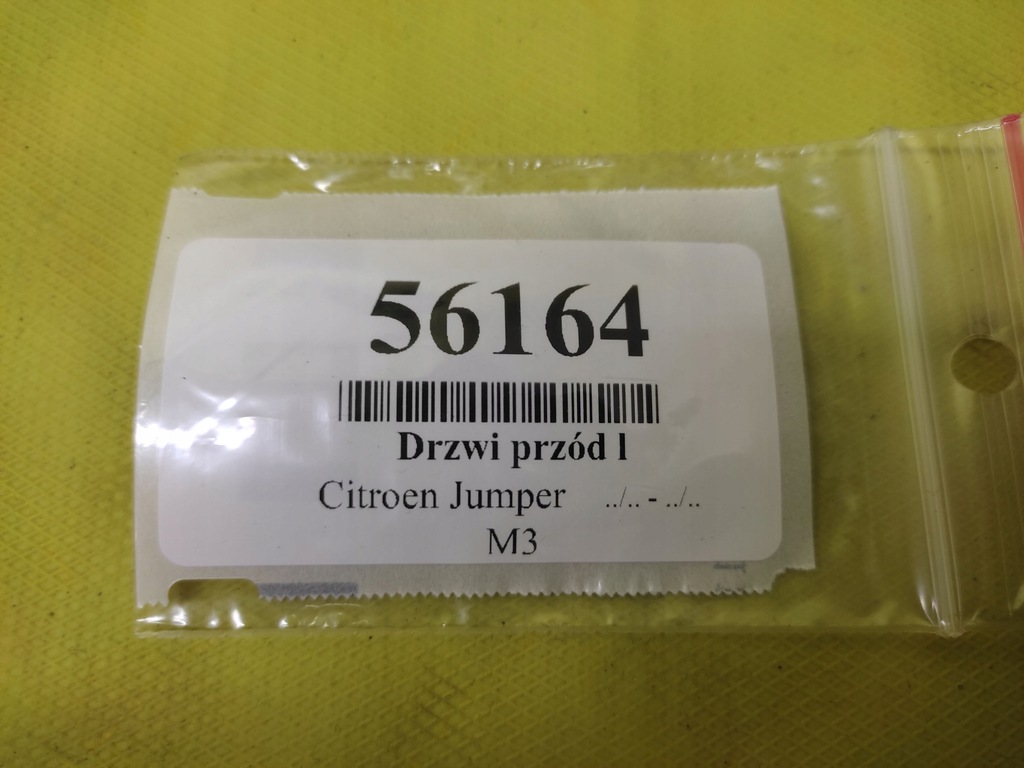 56164
Drzwi przód l
Citroen Jumper ../.. - ../..
M3